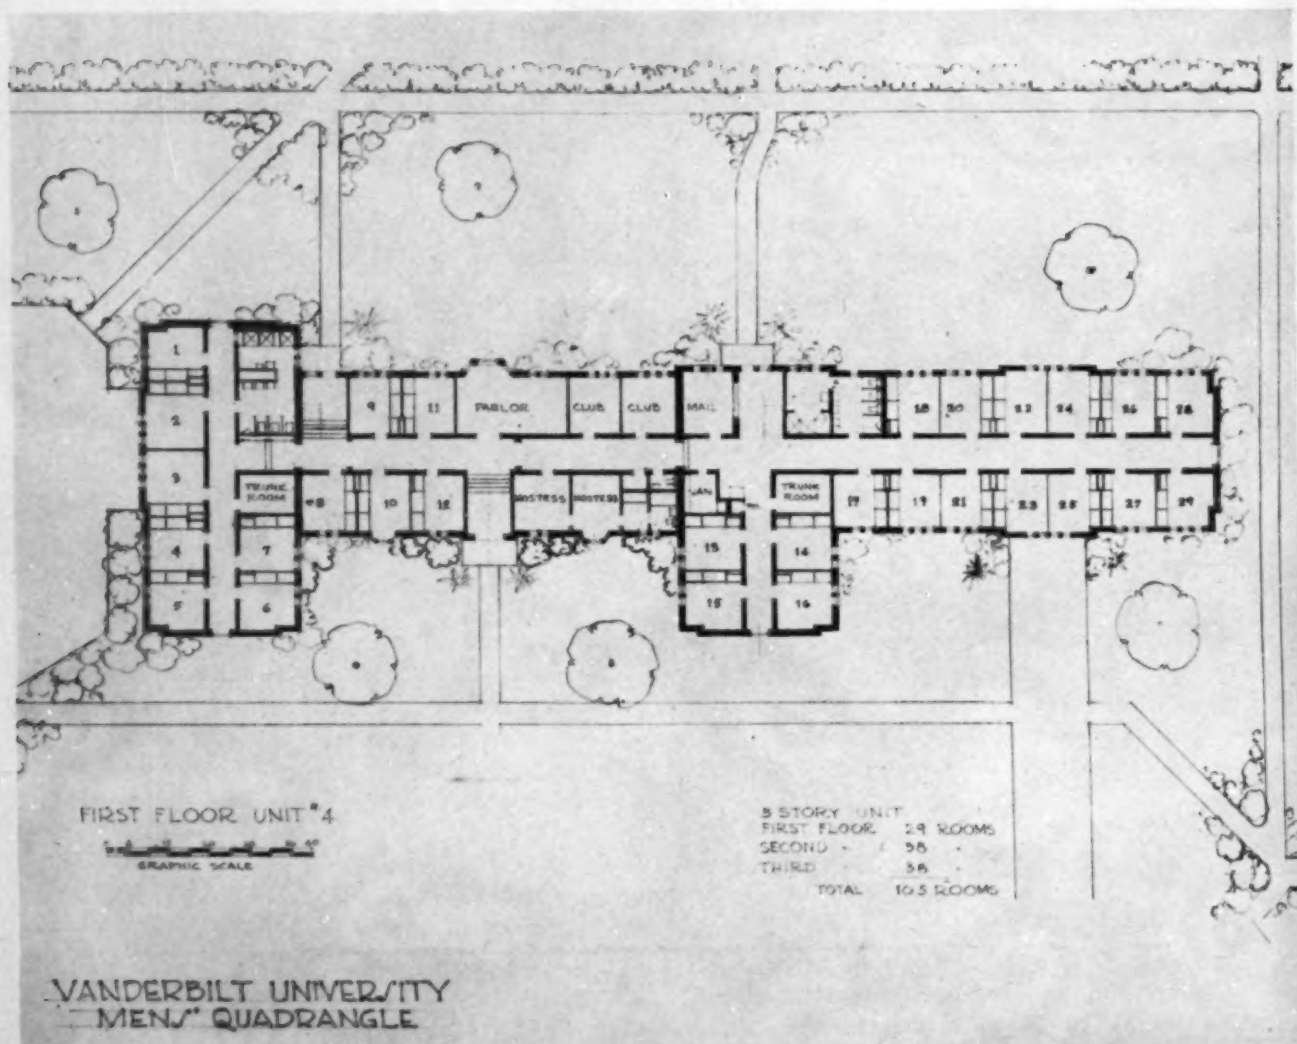 1
2
3
4
5
TRUNK ROOM
7
6
8
9
11
10
12
PARLOR
CLUB
CLUB
HOSTESS
HOSTESS
MAIL
JAN
TRUNK ROOM
13
14
15
16
18
20
22
24
26
28
17
19
21
23
25
27
29
FIRST FLOOR UNIT #4
GRAPHIC SCALE
3 STORY UNIT
FIRST FLOOR 29 ROOMS
SECOND " 38 "
THIRD " 38 "
TOTAL 105 ROOMS
VANDERBILT UNIVERSITY
MENS' QUADRANGLE